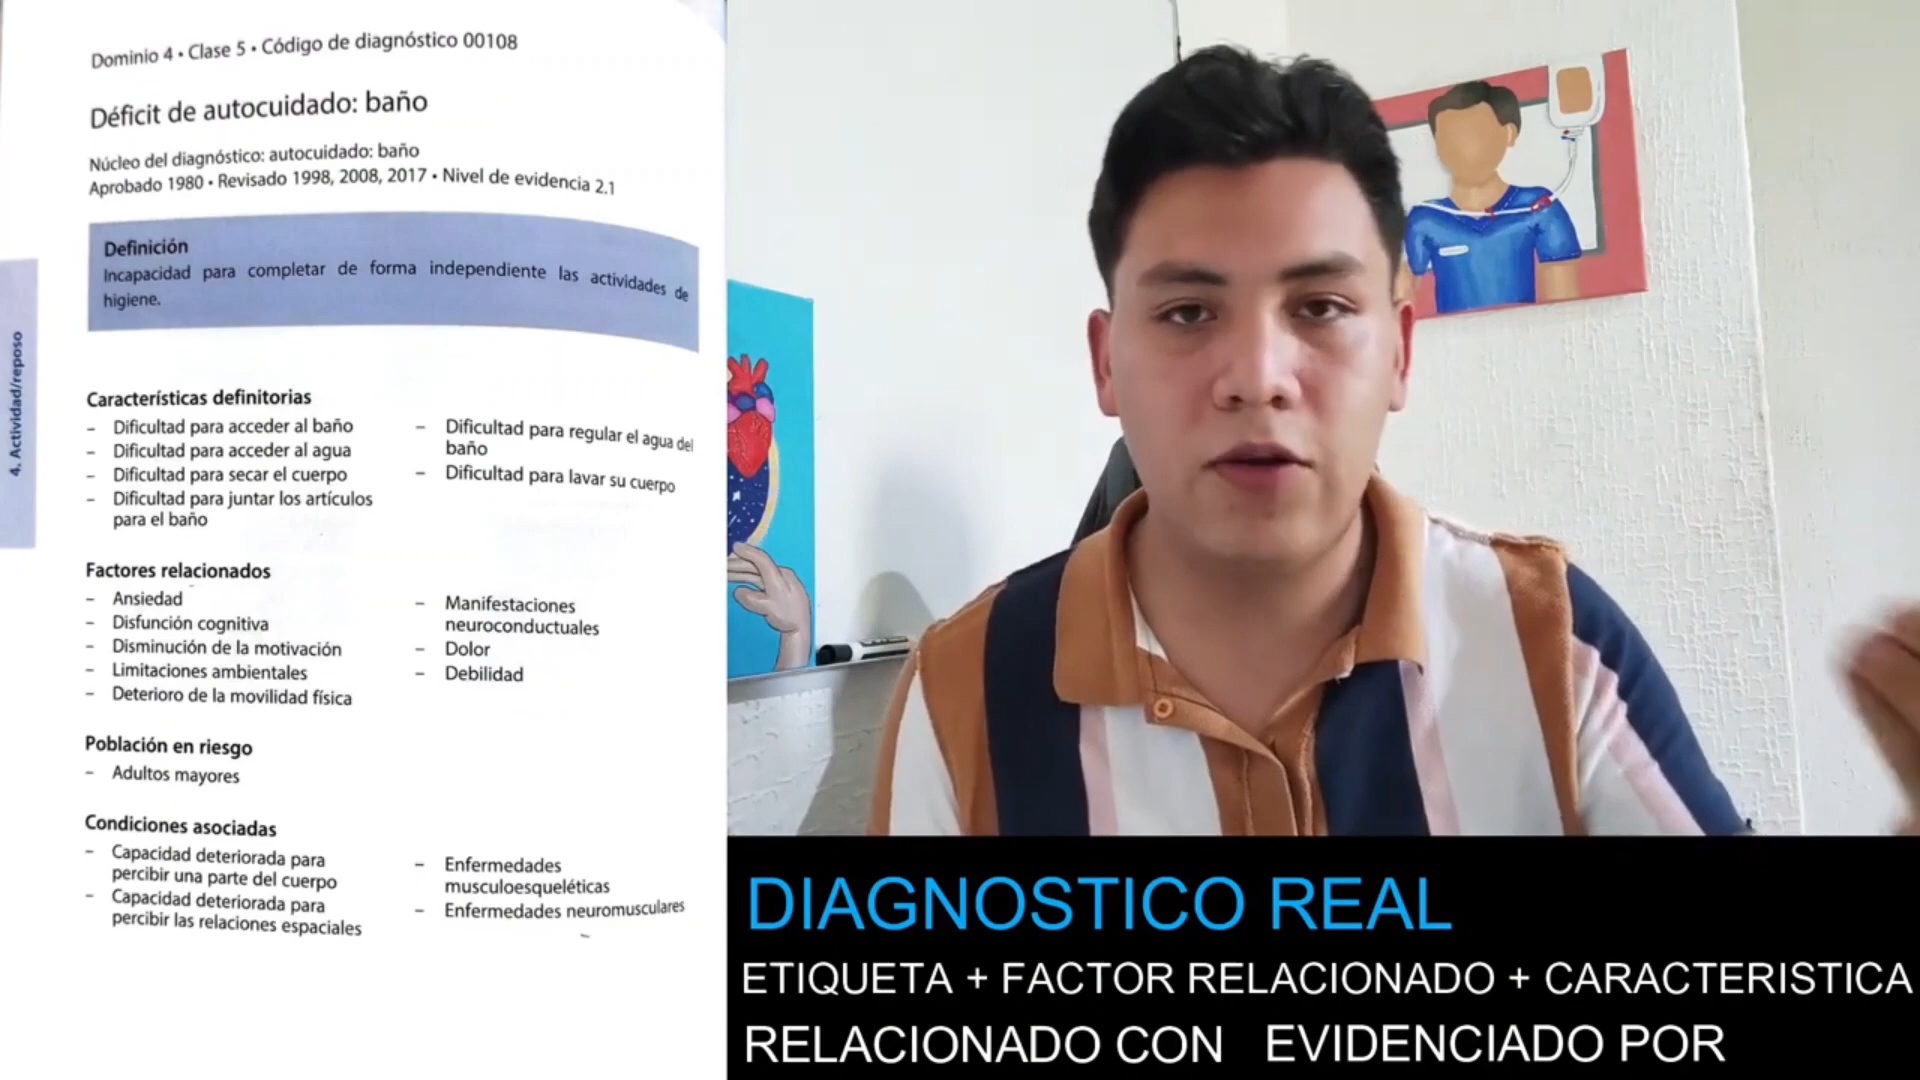 Dominio 4 • Clase 5 • Código de diagnóstico 00108
Déficit de autocuidado: baño
Núcleo del diagnóstico: autocuidado: baño
Aprobado 1980 • Revisado 1998, 2008, 2017 • Nivel de evidencia 2.1
Definición
Incapacidad para completar de forma independiente las actividades de
higiene.
4. Actividad/reposo
Características definitorias
– Dificultad para acceder al baño
– Dificultad para acceder al agua
– Dificultad para secar el cuerpo
– Dificultad para juntar los artículos
para el baño
– Dificultad para regular el agua del
baño
– Dificultad para lavar su cuerpo
Factores relacionados
– Ansiedad
– Disfunción cognitiva
– Disminución de la motivación
– Limitaciones ambientales
– Deterioro de la movilidad física
– Manifestaciones
neuroconductuales
– Dolor
– Debilidad
Población en riesgo
– Adultos mayores
Condiciones asociadas
– Capacidad deteriorada para
percibir una parte del cuerpo
– Capacidad deteriorada para
percibir las relaciones espaciales
– Enfermedades
musculoesqueléticas
– Enfermedades neuromusculares
DIAGNOSTICO REAL
ETIQUETA + FACTOR RELACIONADO + CARACTERISTICA
RELACIONADO CON EVIDENCIADO POR